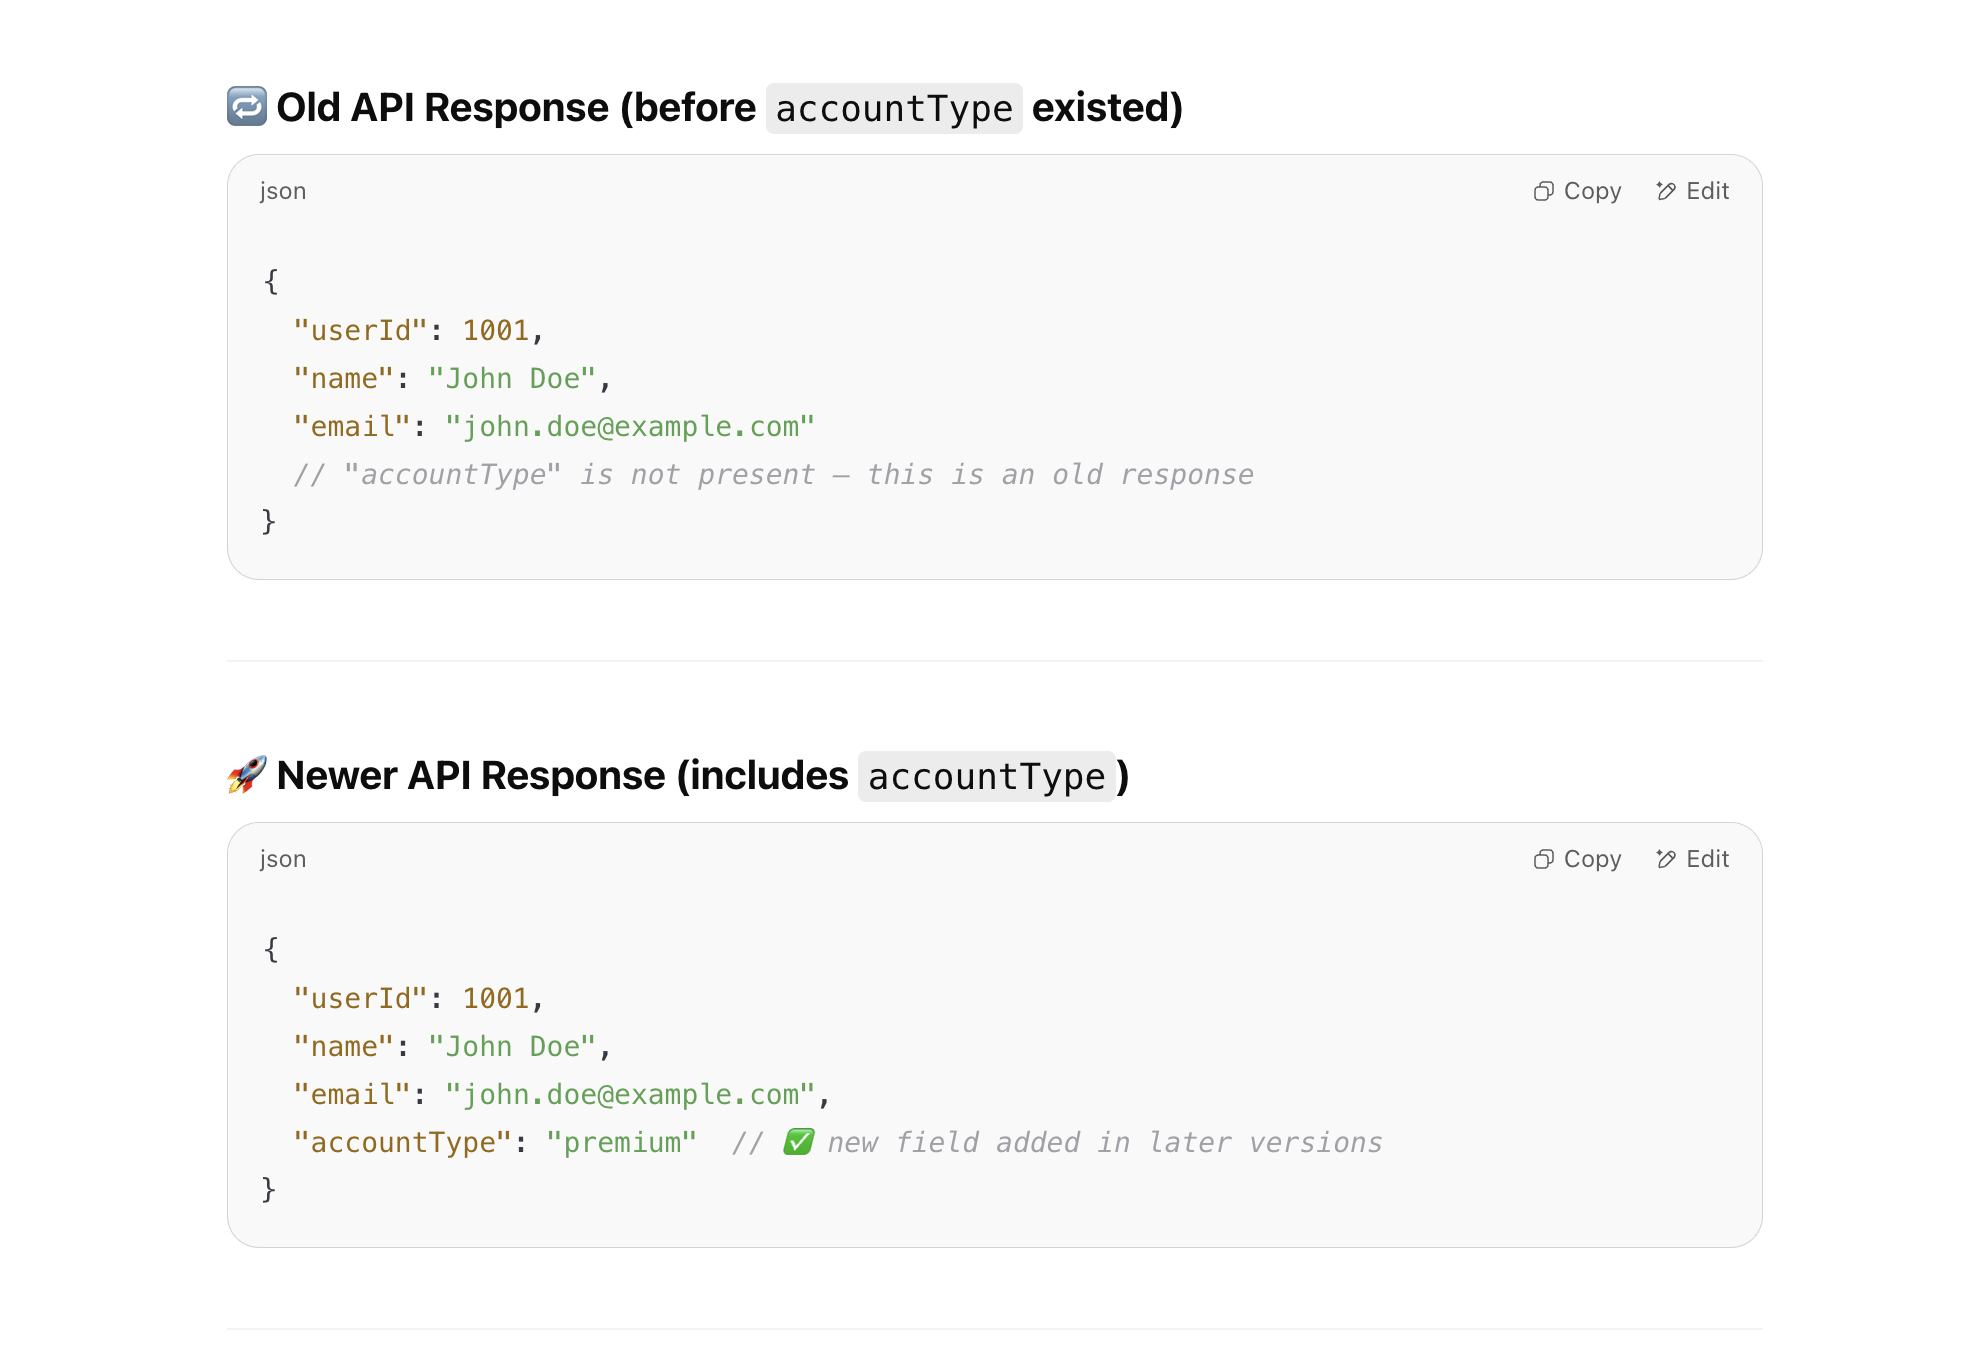 🔁 Old API Response (before accountType existed)
json
Copy Edit
{
  "userId": 1001,
  "name": "John Doe",
  "email": "john.doe@example.com"
  // "accountType" is not present — this is an old response
}
🚀 Newer API Response (includes accountType)
json
Copy Edit
{
  "userId": 1001,
  "name": "John Doe",
  "email": "john.doe@example.com",
  "accountType": "premium"  // ✅ new field added in later versions
}